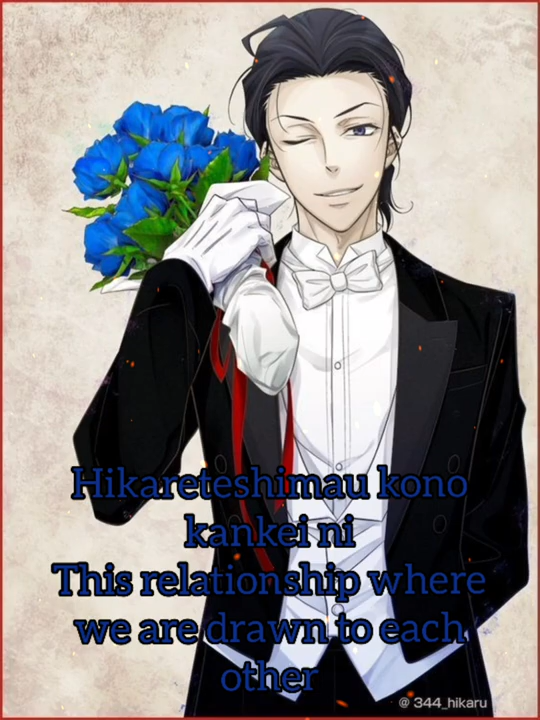 Hikareteshimau kono
kankei ni
This relationship where
we are drawn to each
other
@ 344_hikaru